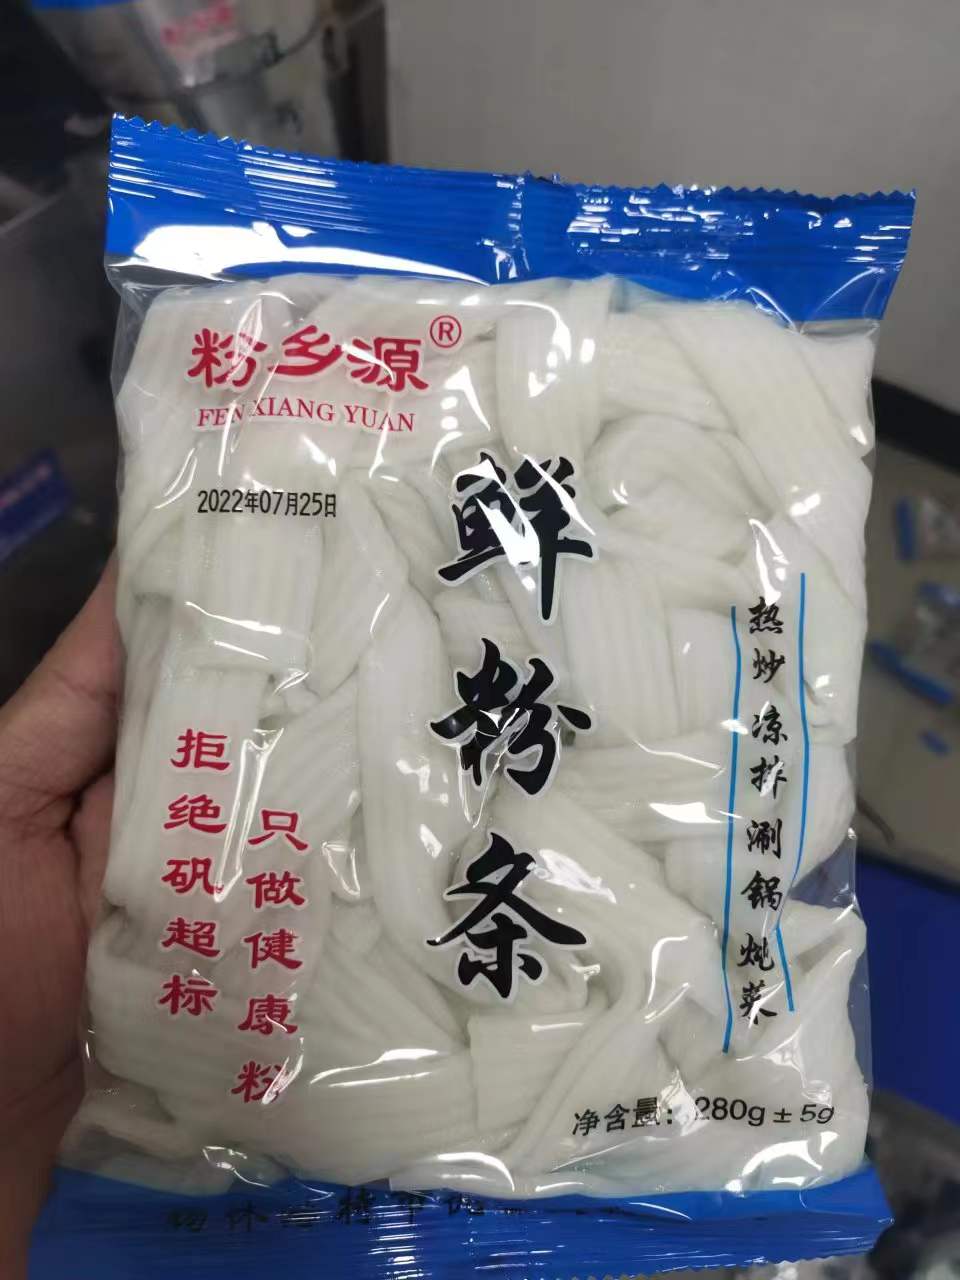 粉乡源®
FEN XIANG YUAN
2022年07月25日
鲜粉条
热炒凉拌涮锅炖菜
拒绝矾超标
只做健康粉
净含量：280g±5g